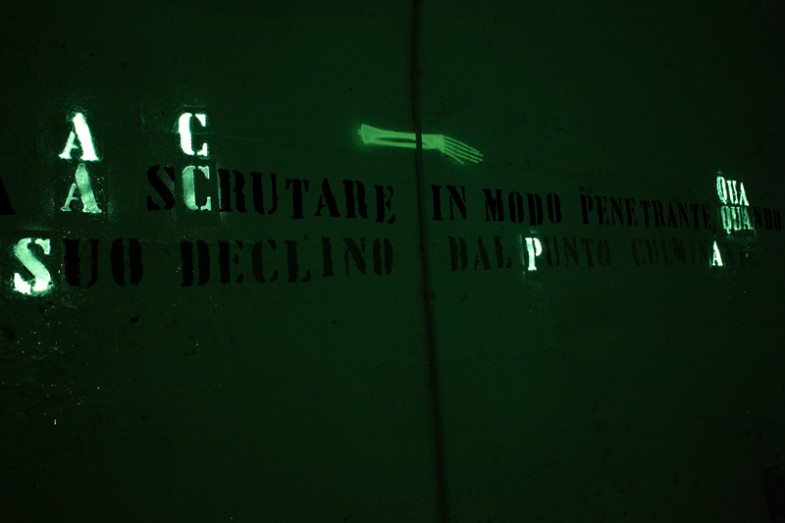 A C
A SCRUTARE IN MODO PENETRANTE, QUANDO
SUO DECLINO DAL PUNTO
QUA
P A